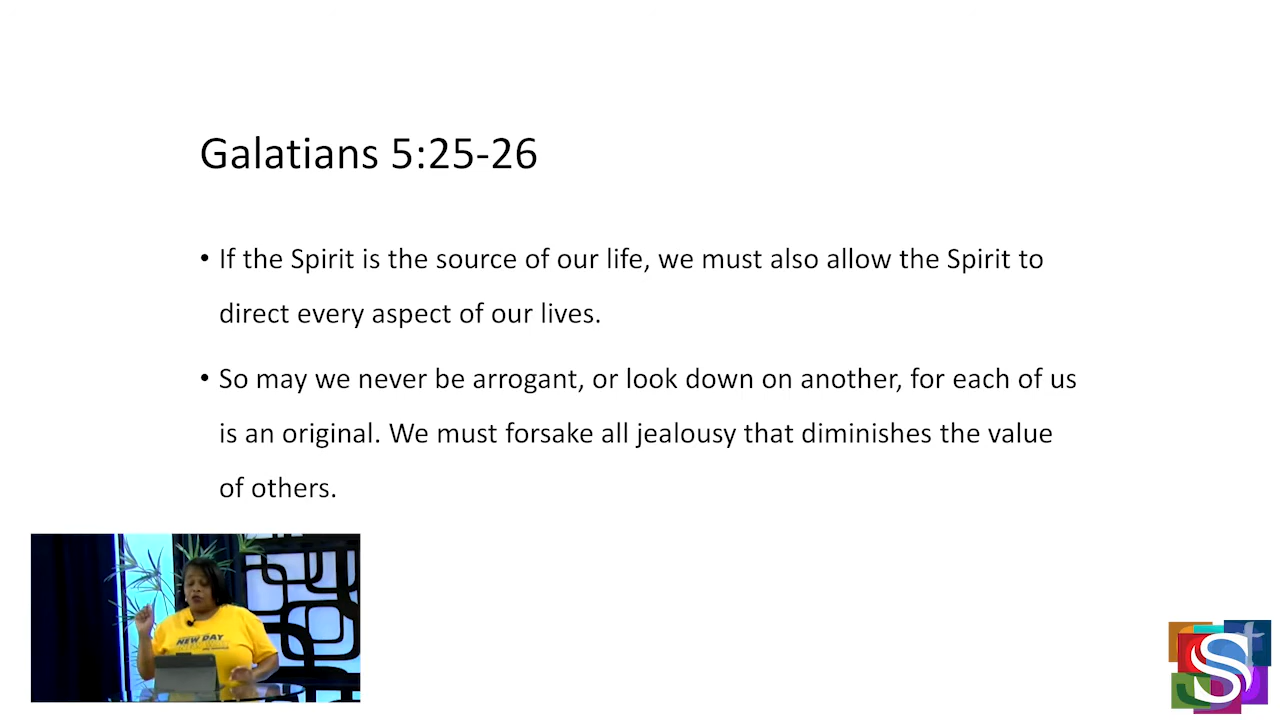 Galatians 5:25-26
• If the Spirit is the source of our life, we must also allow the Spirit to
direct every aspect of our lives.
• So may we never be arrogant, or look down on another, for each of us
is an original. We must forsake all jealousy that diminishes the value
of others.
NEW DAY
S